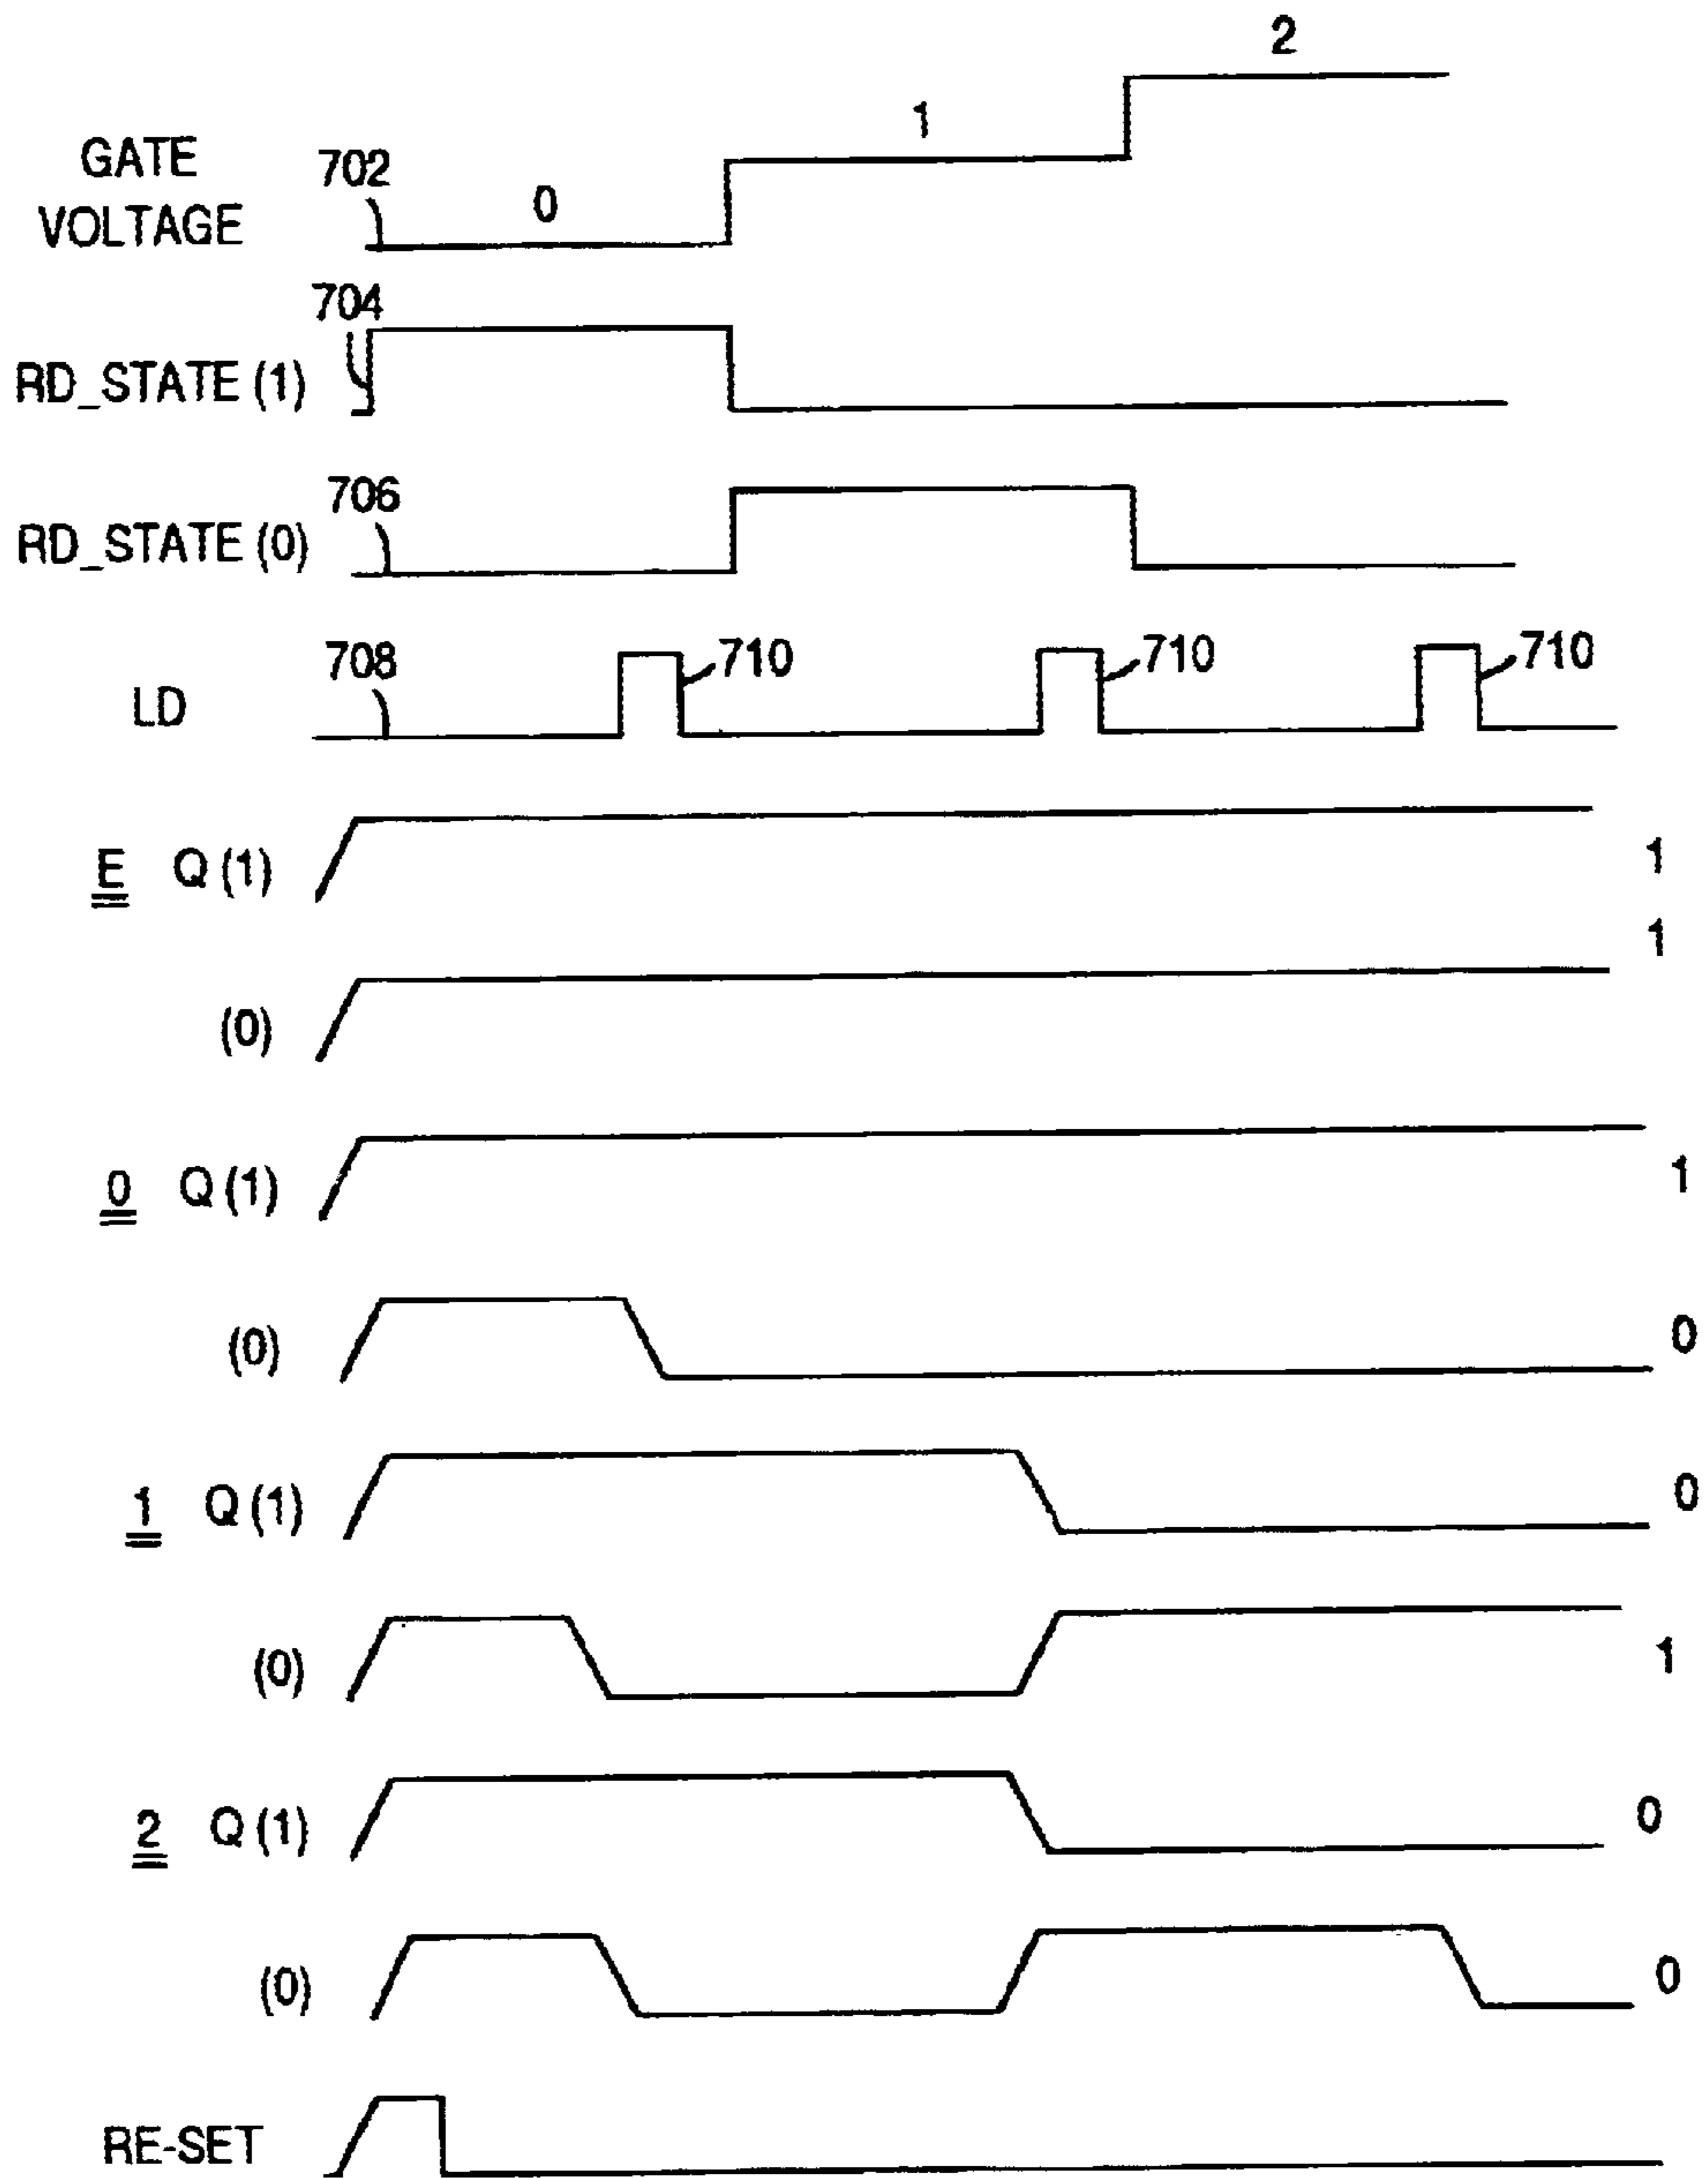 2
1
GATE
VOLTAGE
702
0
704
RD_STATE (1)
706
RD_STATE (0)
708
710
710
710
LD
E Q (1)
1
1
(0)
0 Q (1)
1
(0)
0
1 Q (1)
0
(0)
1
2 Q (1)
0
(0)
0
RE-SET